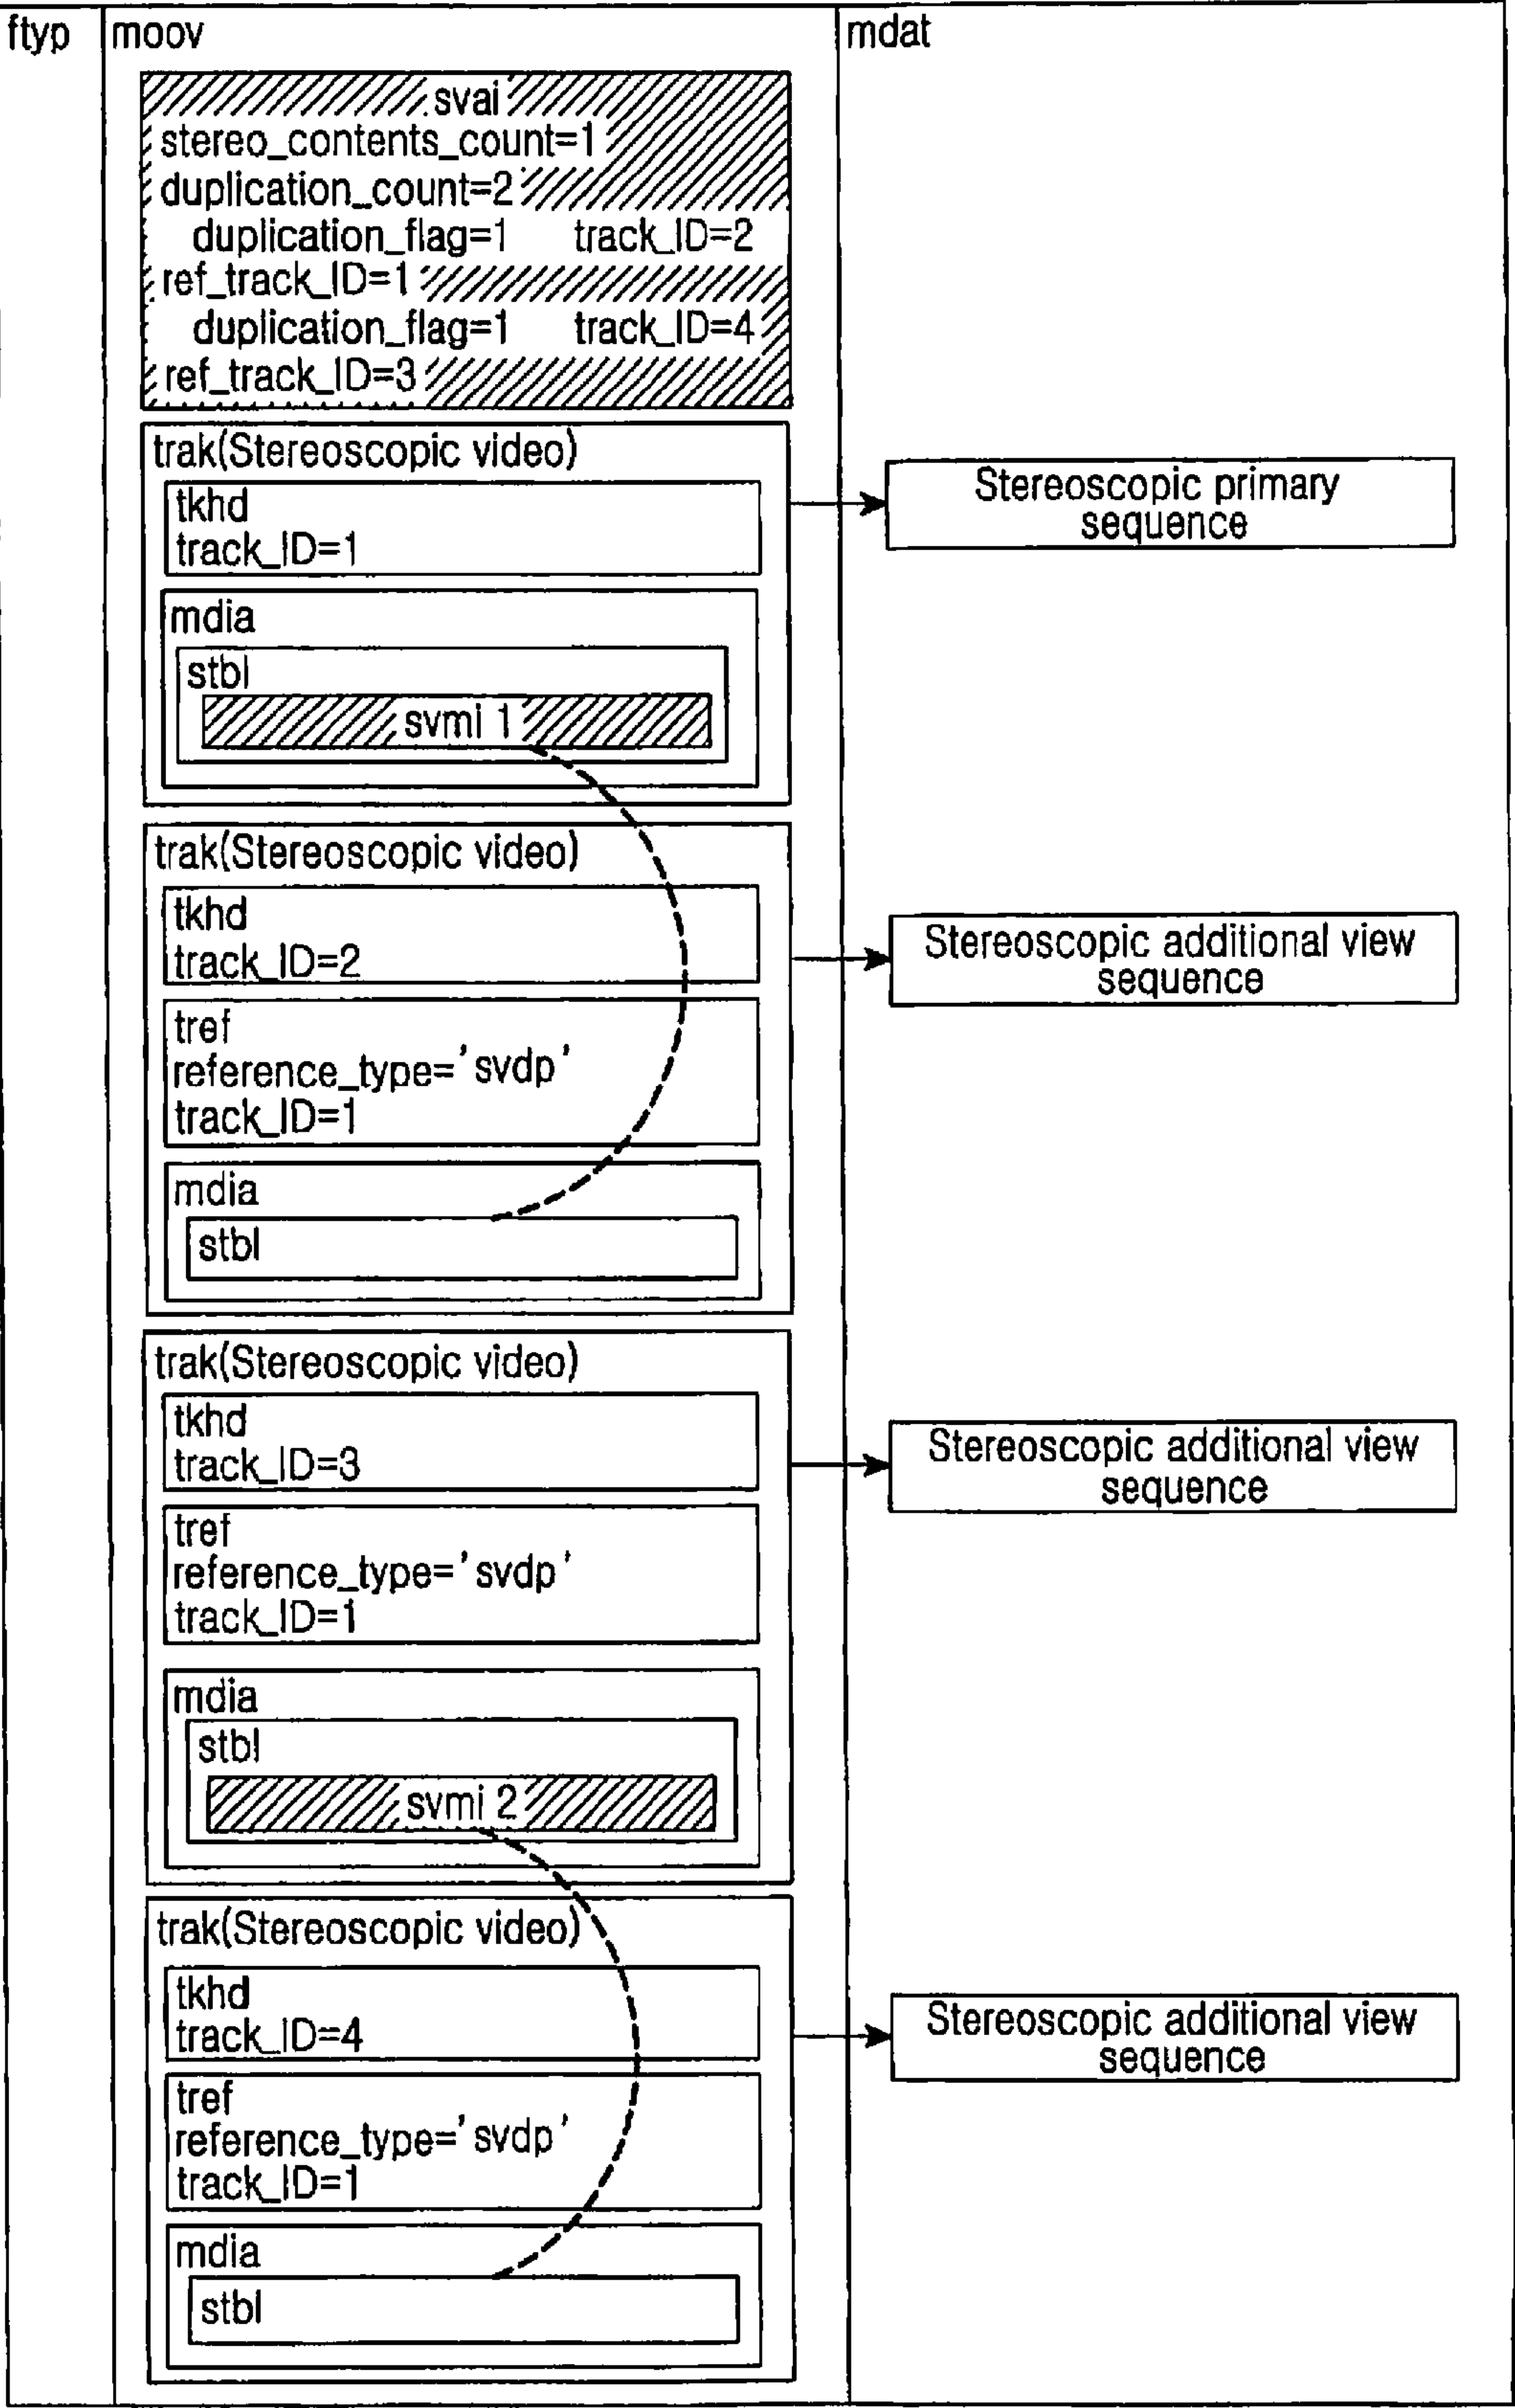 ftyp
moov
mdat
svai
stereo_contents_count=1
duplication_count=2
duplication_flag=1 track_ID=2
ref_track_ID=1
duplication_flag=1 track_ID=4
ref_track_ID=3
trak(Stereoscopic video)
tkhd
track_ID=1
mdia
stbl
svmi 1
Stereoscopic primary
sequence
trak(Stereoscopic video)
tkhd
track_ID=2
tref
reference_type='svdp'
track_ID=1
mdia
stbl
Stereoscopic additional view
sequence
trak(Stereoscopic video)
tkhd
track_ID=3
tref
reference_type='svdp'
track_ID=1
mdia
stbl
svmi 2
Stereoscopic additional view
sequence
trak(Stereoscopic video)
tkhd
track_ID=4
tref
reference_type='svdp'
track_ID=1
mdia
stbl
Stereoscopic additional view
sequence